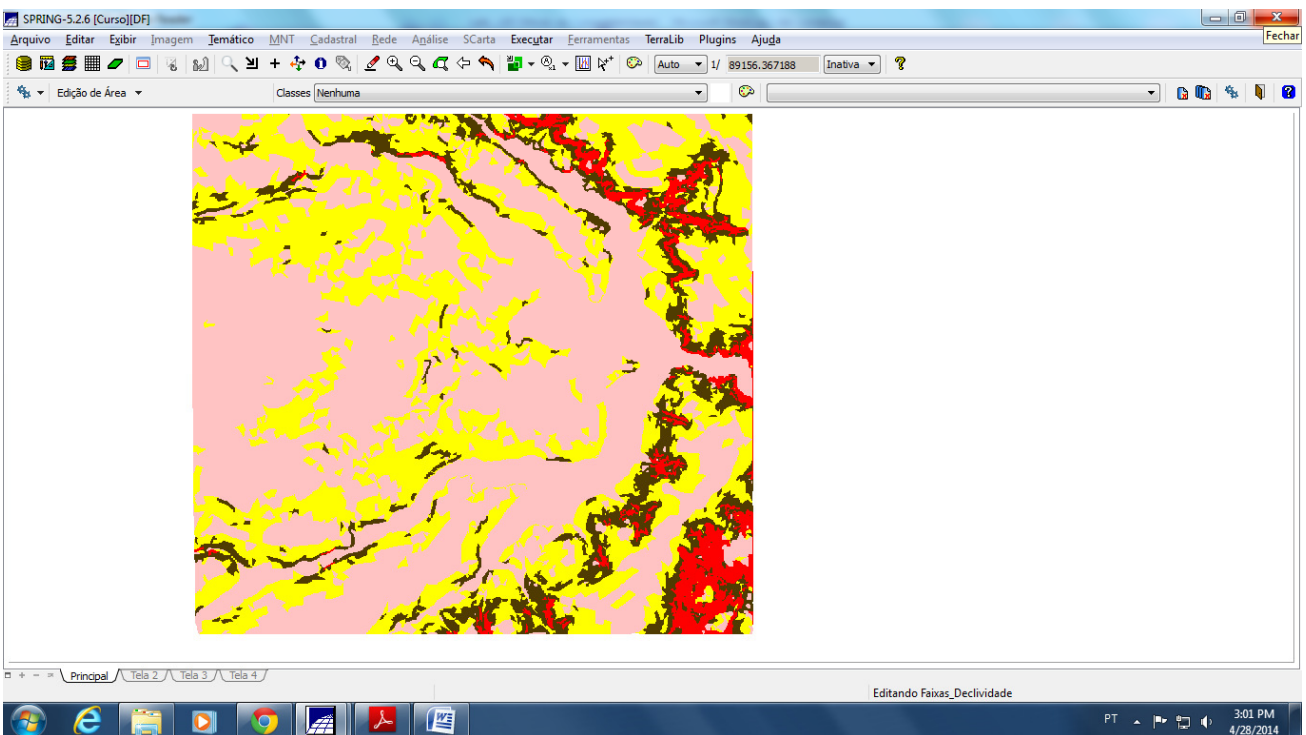 SPRING-5.2.6 [Curso][DF]
Fechar
Arquivo Editar Exibir Imagem Temático MNT Cadastral Rede Análise SCarta Executar Ferramentas TerraLib Plugins Ajuda
Auto 1/ 89156.367188 Inativa
Edição de Área Classes Nenhuma
Principal Tela 2 Tela 3 Tela 4
Editando Faixas_Declividade
PT 3:01 PM
4/28/2014